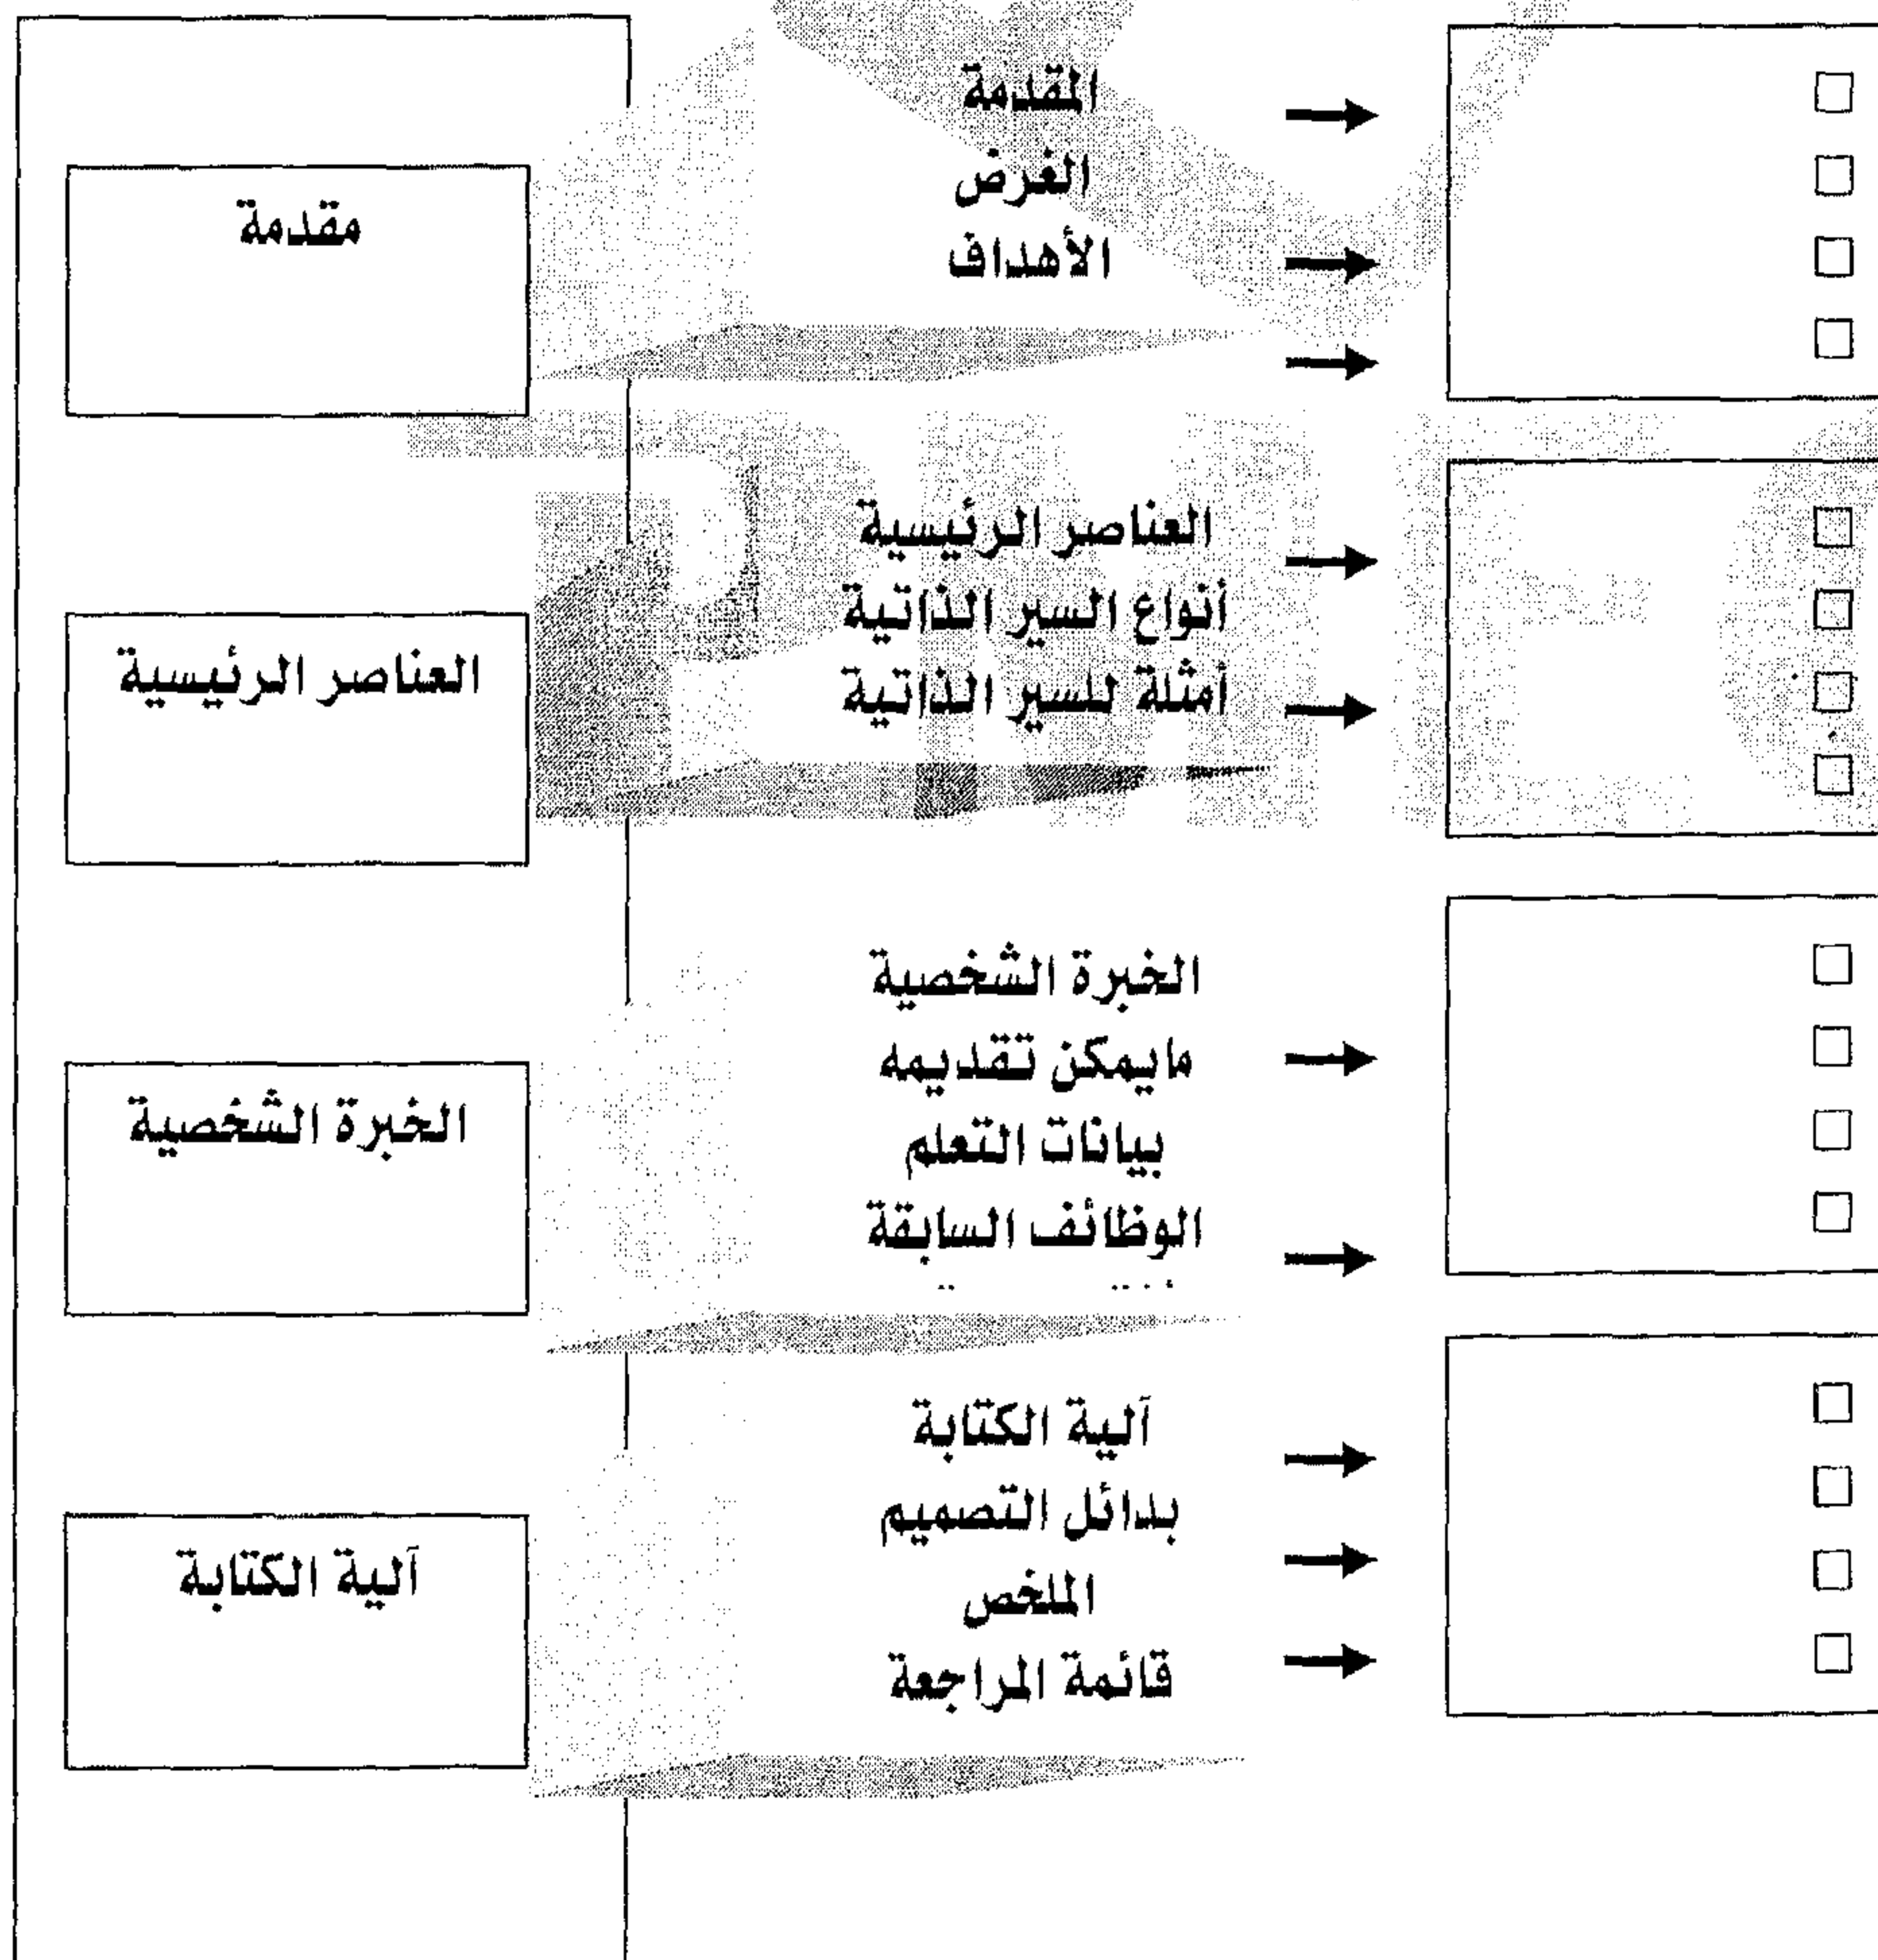 المقدمة
الغرض
الأهداف
مقدمة
العناصر الرئيسية
أنواع السير الذاتية
أمثلة للسير الذاتية
العناصر الرئيسية
الخبرة الشخصية
مايمكن تقديمه
بيانات التعلم
الوظائف السابقة
الخبرة الشخصية
آلية الكتابة
بدائل التصميم
الملخص
قائمة المراجعة
آلية الكتابة